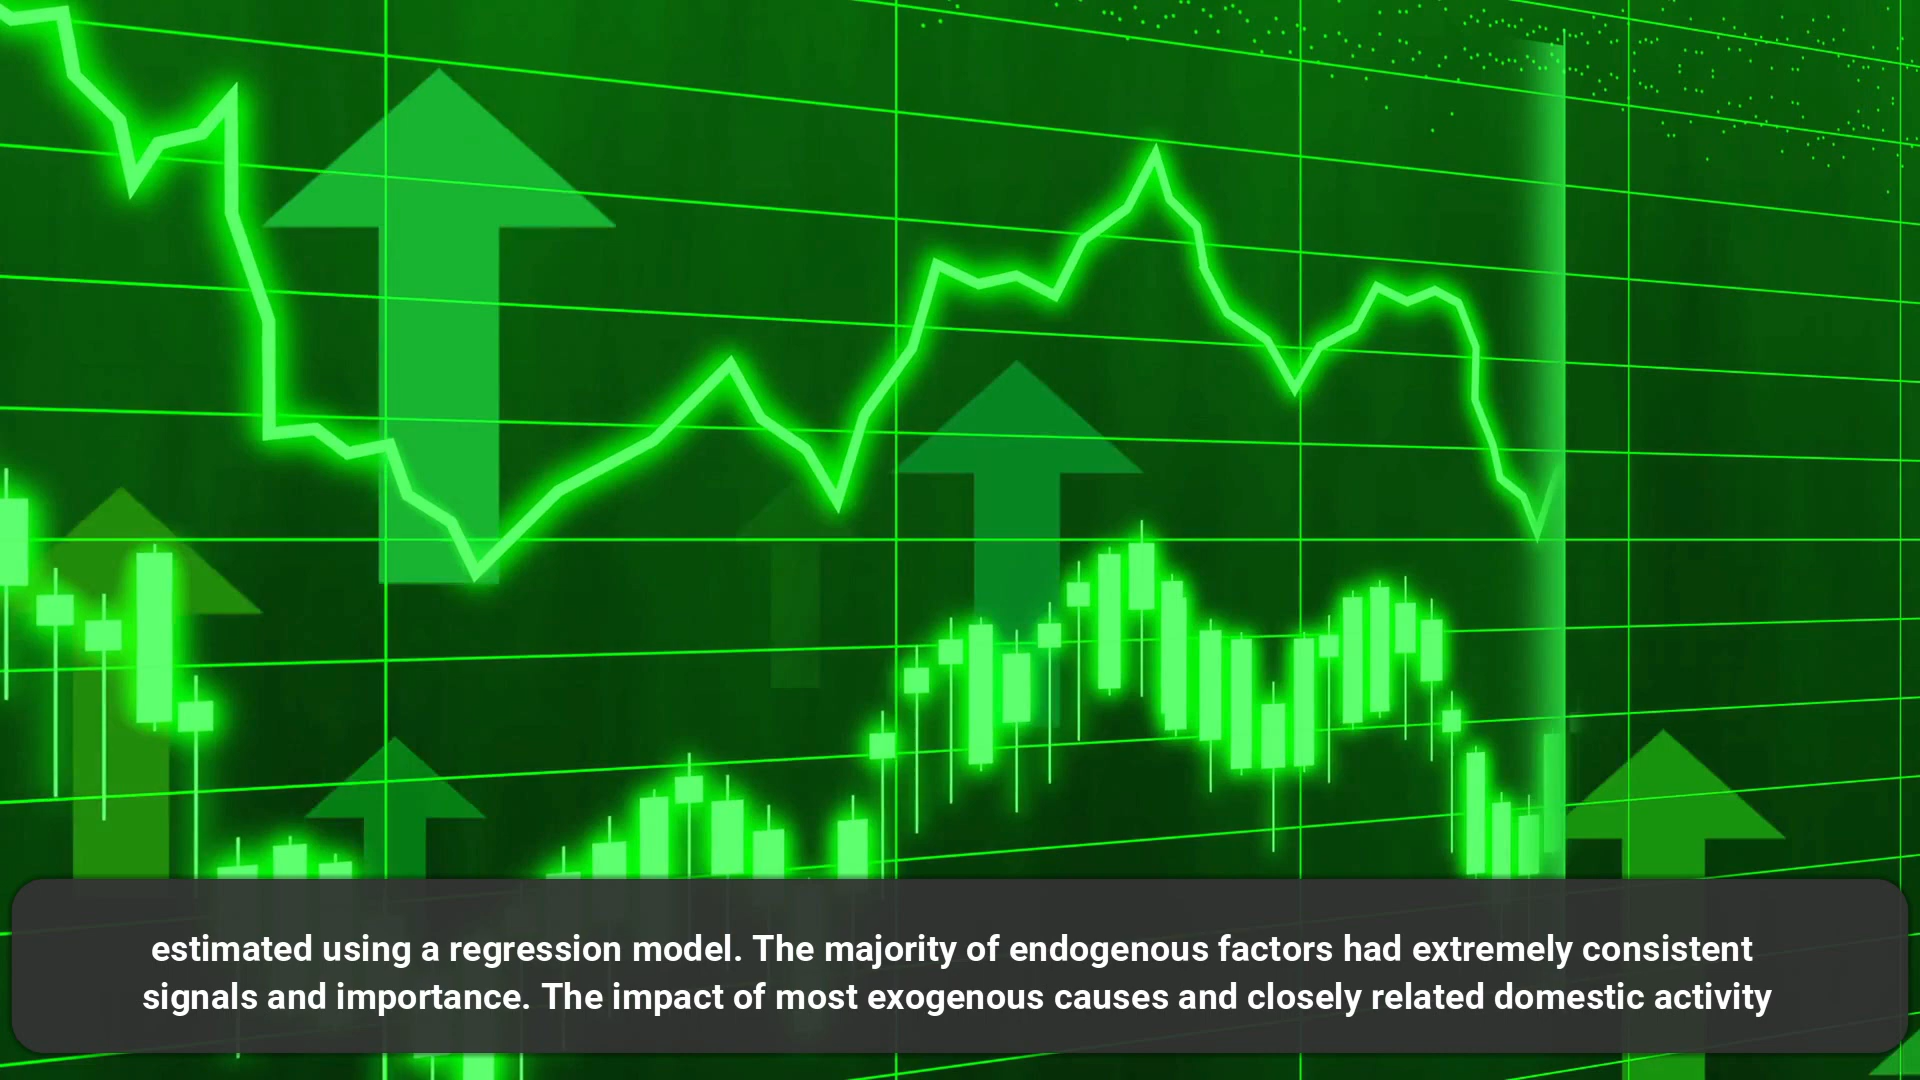 estimated using a regression model. The majority of endogenous factors had extremely consistent
signals and importance. The impact of most exogenous causes and closely related domestic activity